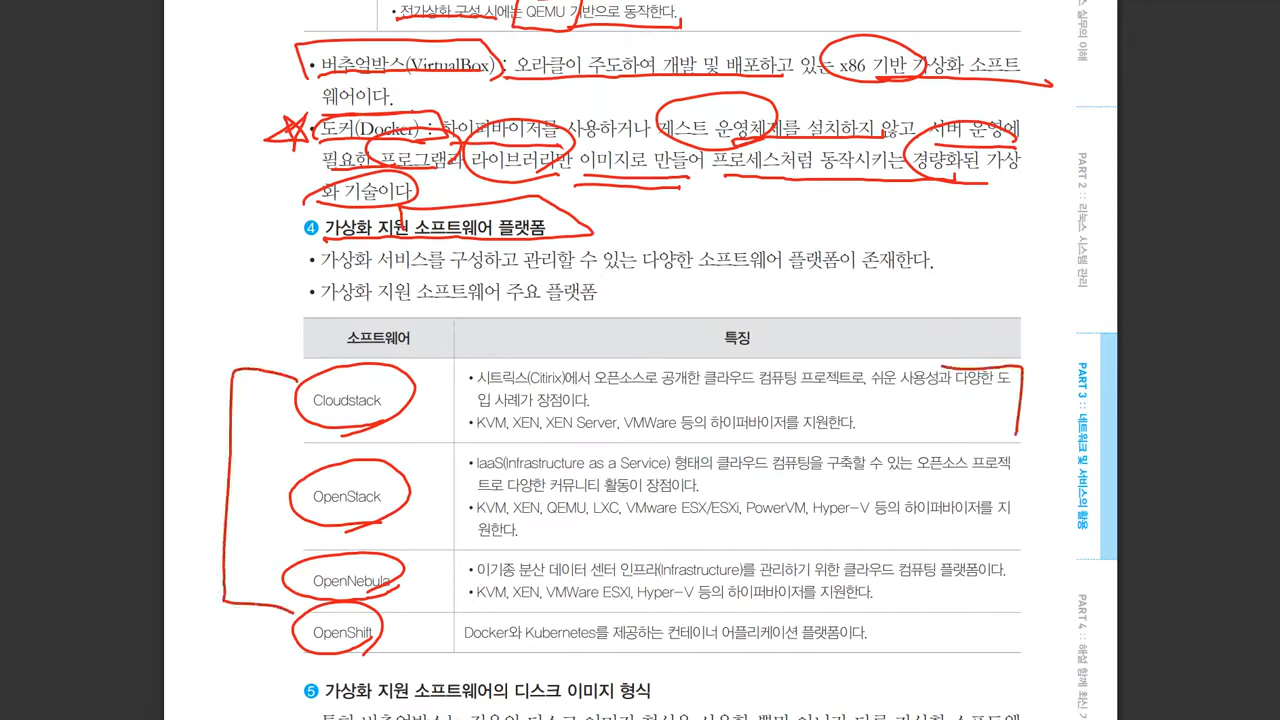 • 전가상화 구성 시에는 QEMU 기반으로 동작한다.
• 버추얼박스(VirtualBox) : 오라클이 주도하여 개발 및 배포하고 있는 x86 기반 가상화 소프트
웨어이다.
• 도커(Docker) : 하이퍼바이저를 사용하거나 게스트 운영체제를 설치하지 않고, 서버 운영에
필요한 프로그램과 라이브러리만 이미지로 만들어 프로세스처럼 동작시키는 경량화된 가상
화 기술이다.
4 가상화 지원 소프트웨어 플랫폼
• 가상화 서비스를 구성하고 관리할 수 있는 다양한 소프트웨어 플랫폼이 존재한다.
• 가상화 지원 소프트웨어 주요 플랫폼
소프트웨어 특징
Cloudstack
• 시트릭스(Citirix)에서 오픈소스로 공개한 클라우드 컴퓨팅 프로젝트로, 쉬운 사용성과 다양한 도
입 사례가 장점이다.
• KVM, XEN, XEN Server, VMWare 등의 하이퍼바이저를 지원한다.
OpenStack
• IaaS(Infrastructure as a Service) 형태의 클라우드 컴퓨팅을 구축할 수 있는 오픈소스 프로젝
트로 다양한 커뮤니티 활동이 장점이다.
• KVM, XEN, QEMU, LXC, VMware ESX/ESXi, PowerVM, Hyper-V 등의 하이퍼바이저를 지
원한다.
OpenNebula
• 이기종 분산 데이터 센터 인프라(Infrastructure)를 관리하기 위한 클라우드 컴퓨팅 플랫폼이다.
• KVM, XEN, VMWare ESXi, Hyper-V 등의 하이퍼바이저를 지원한다.
OpenShift Docker와 Kubernetes를 제공하는 컨테이너 어플리케이션 플랫폼이다.
5 가상화 지원 소프트웨어의 디스크 이미지 형식
실무의 이해
PART 2 :: 리눅스 시스템 관리
PART 3 :: 네트워크 및 서비스의 활용
PART 4 :: 해설 함께 최신